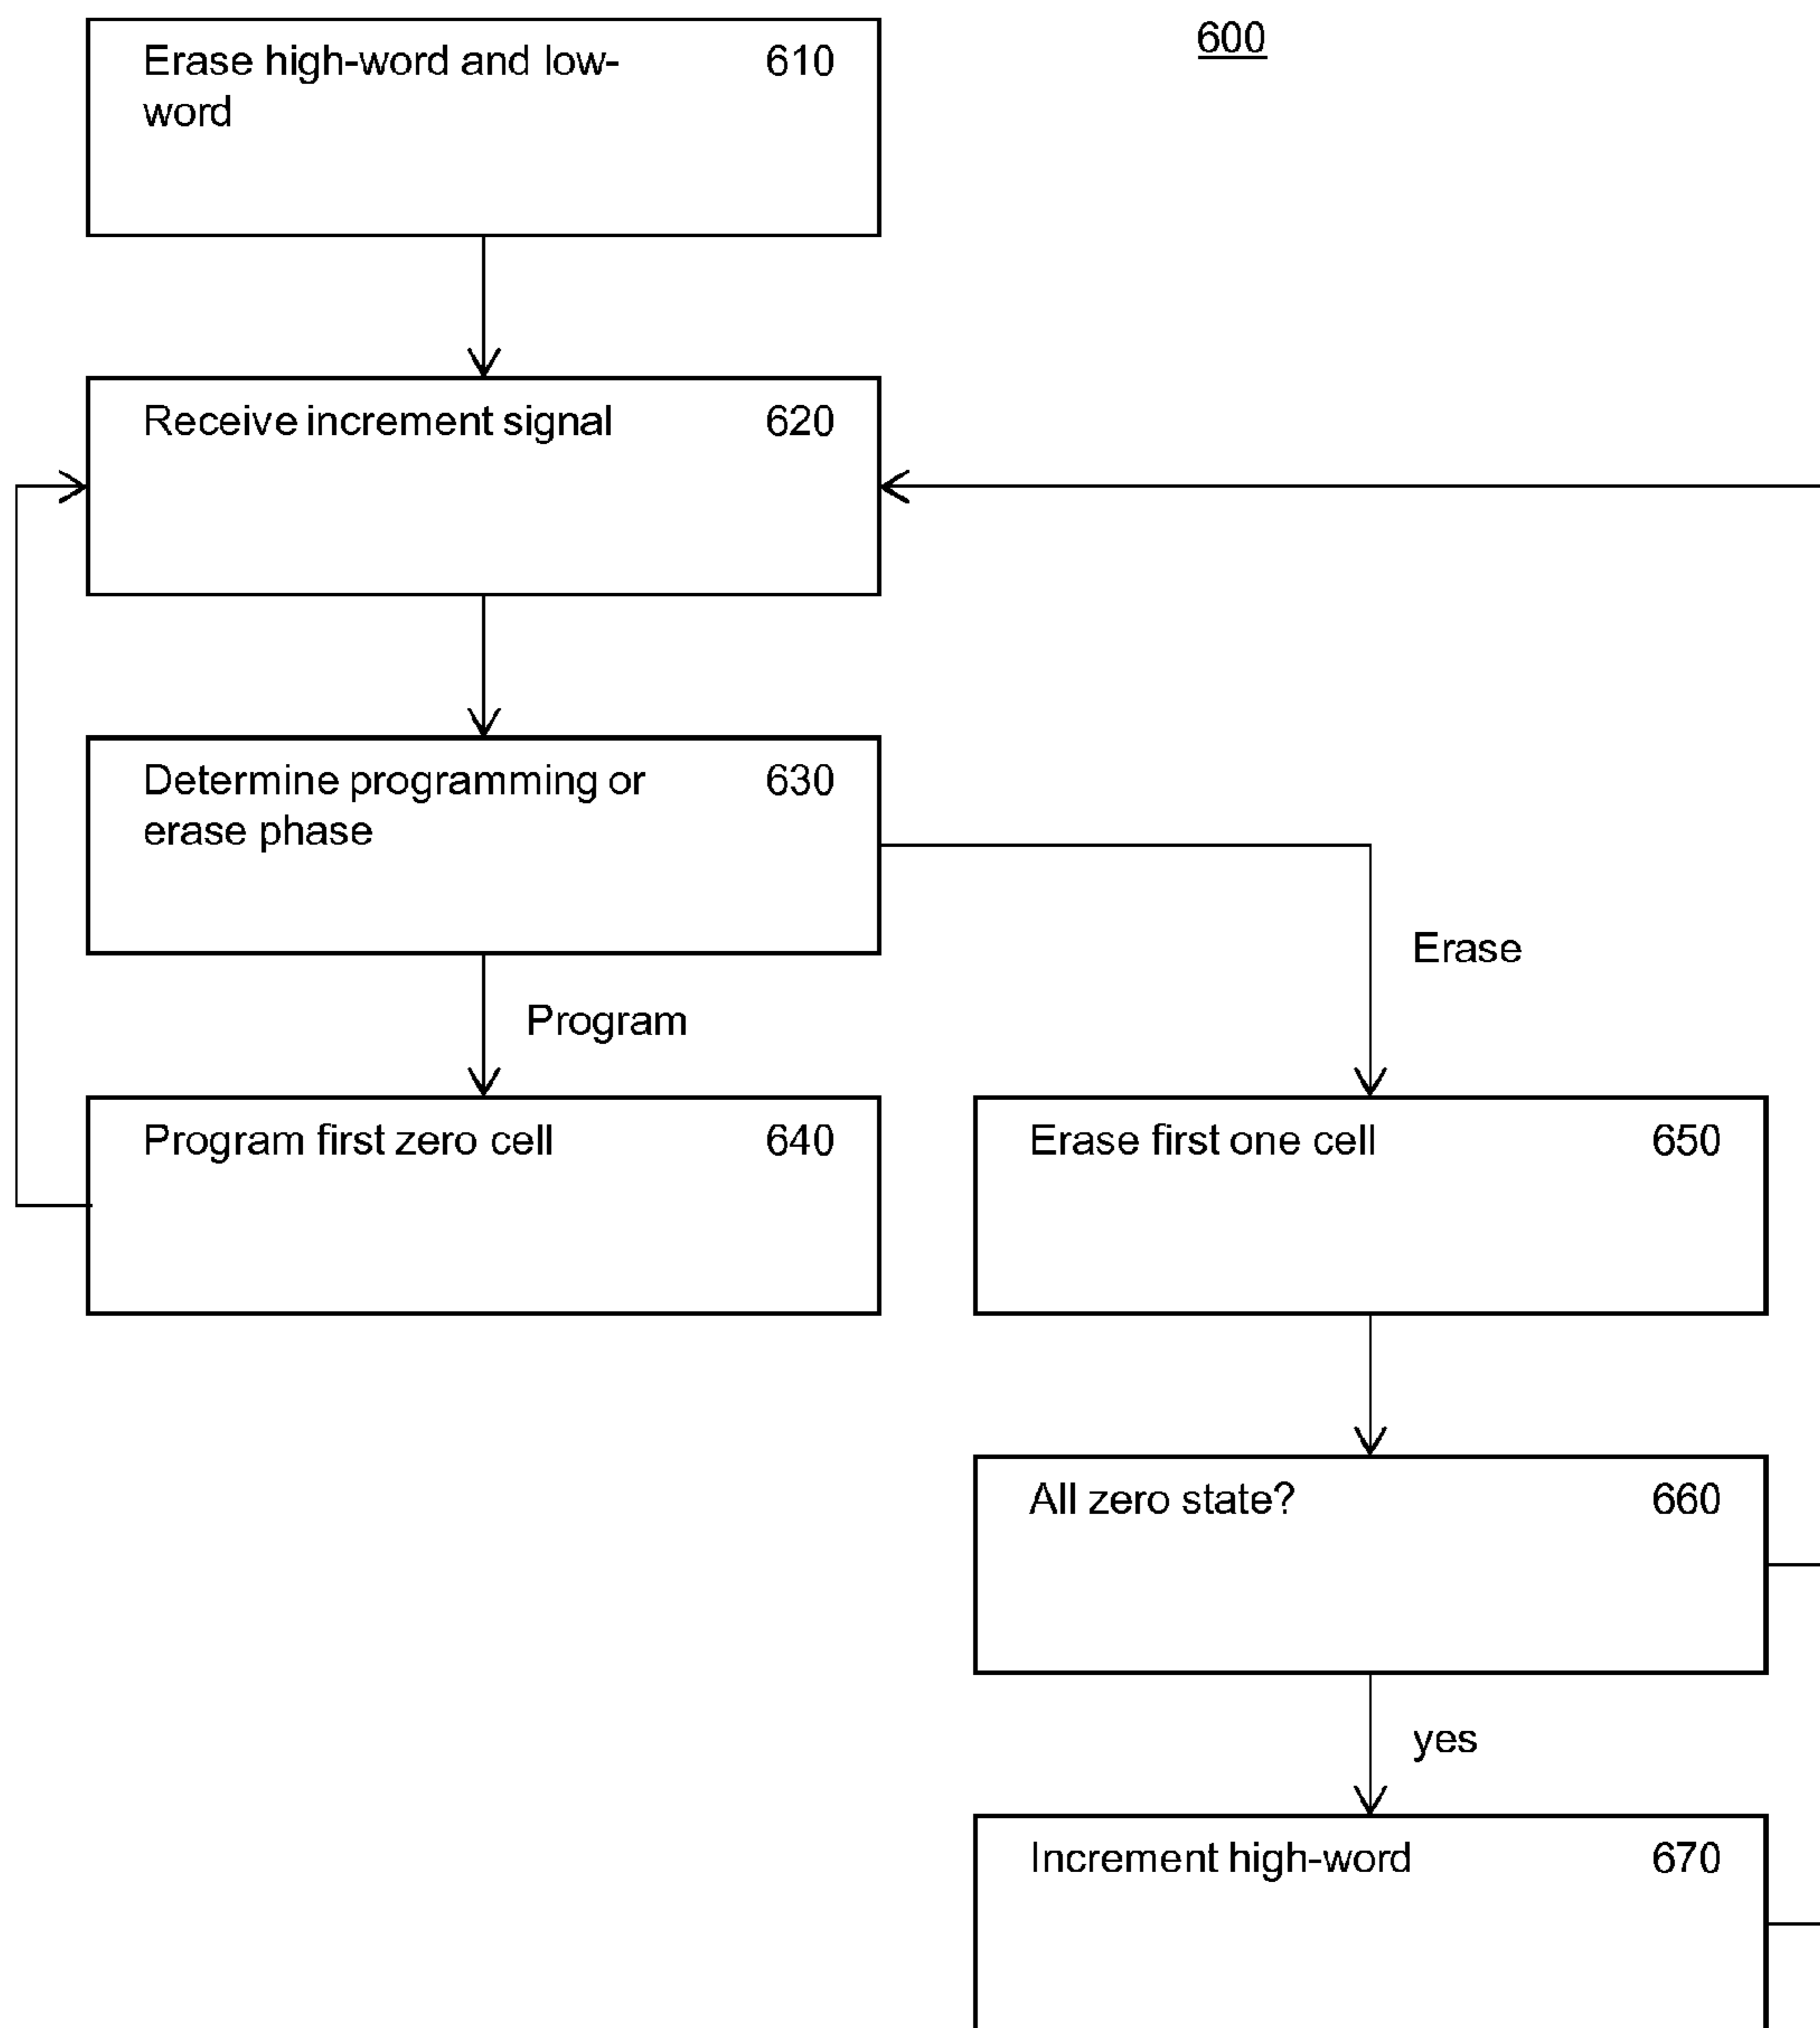 600
Erase high-word and low- 610
word
Receive increment signal 620
Determine programming or 630
erase phase
Erase
Program
Program first zero cell 640
Erase first one cell 650
All zero state? 660
yes
Increment high-word 670